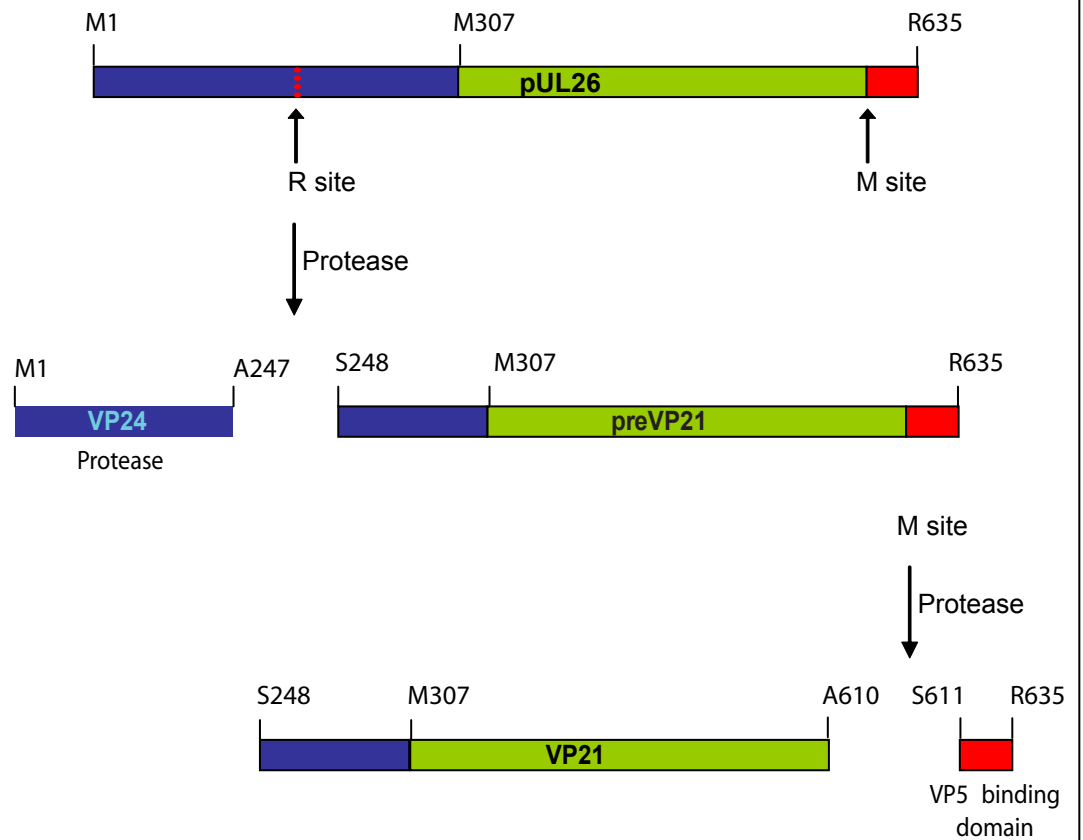 M1 M307 R635
pUL26
R site M site
Protease
M1 A247 S248 M307 R635
VP24 preVP21
Protease
M site
Protease
S248 M307 A610 S611 R635
VP21
VP5 binding
domain